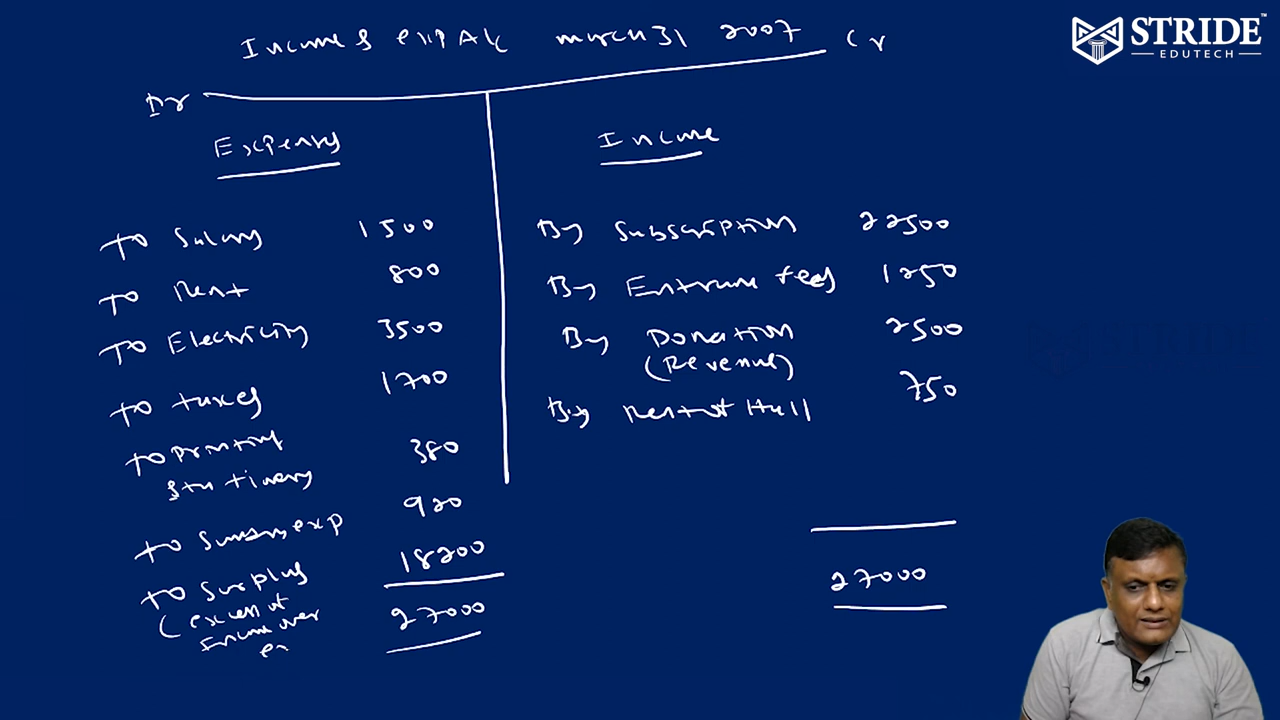 Income & exp A/c march 31 2007 Cr
STRIDE™
EDUTECH
Dr
Expenses
Income
To Salary 1500
By Subscription 22500
To Rent 800
By Entrance fees 1250
To Electricity 3500
By Donation 2500
(Revenue)
To taxes 1700
By Rent of Hall 750
To Printing 380
& Stationery
To Sundry exp 920
To Surplus 18200
(excess of
Income over
ex
27000
27000